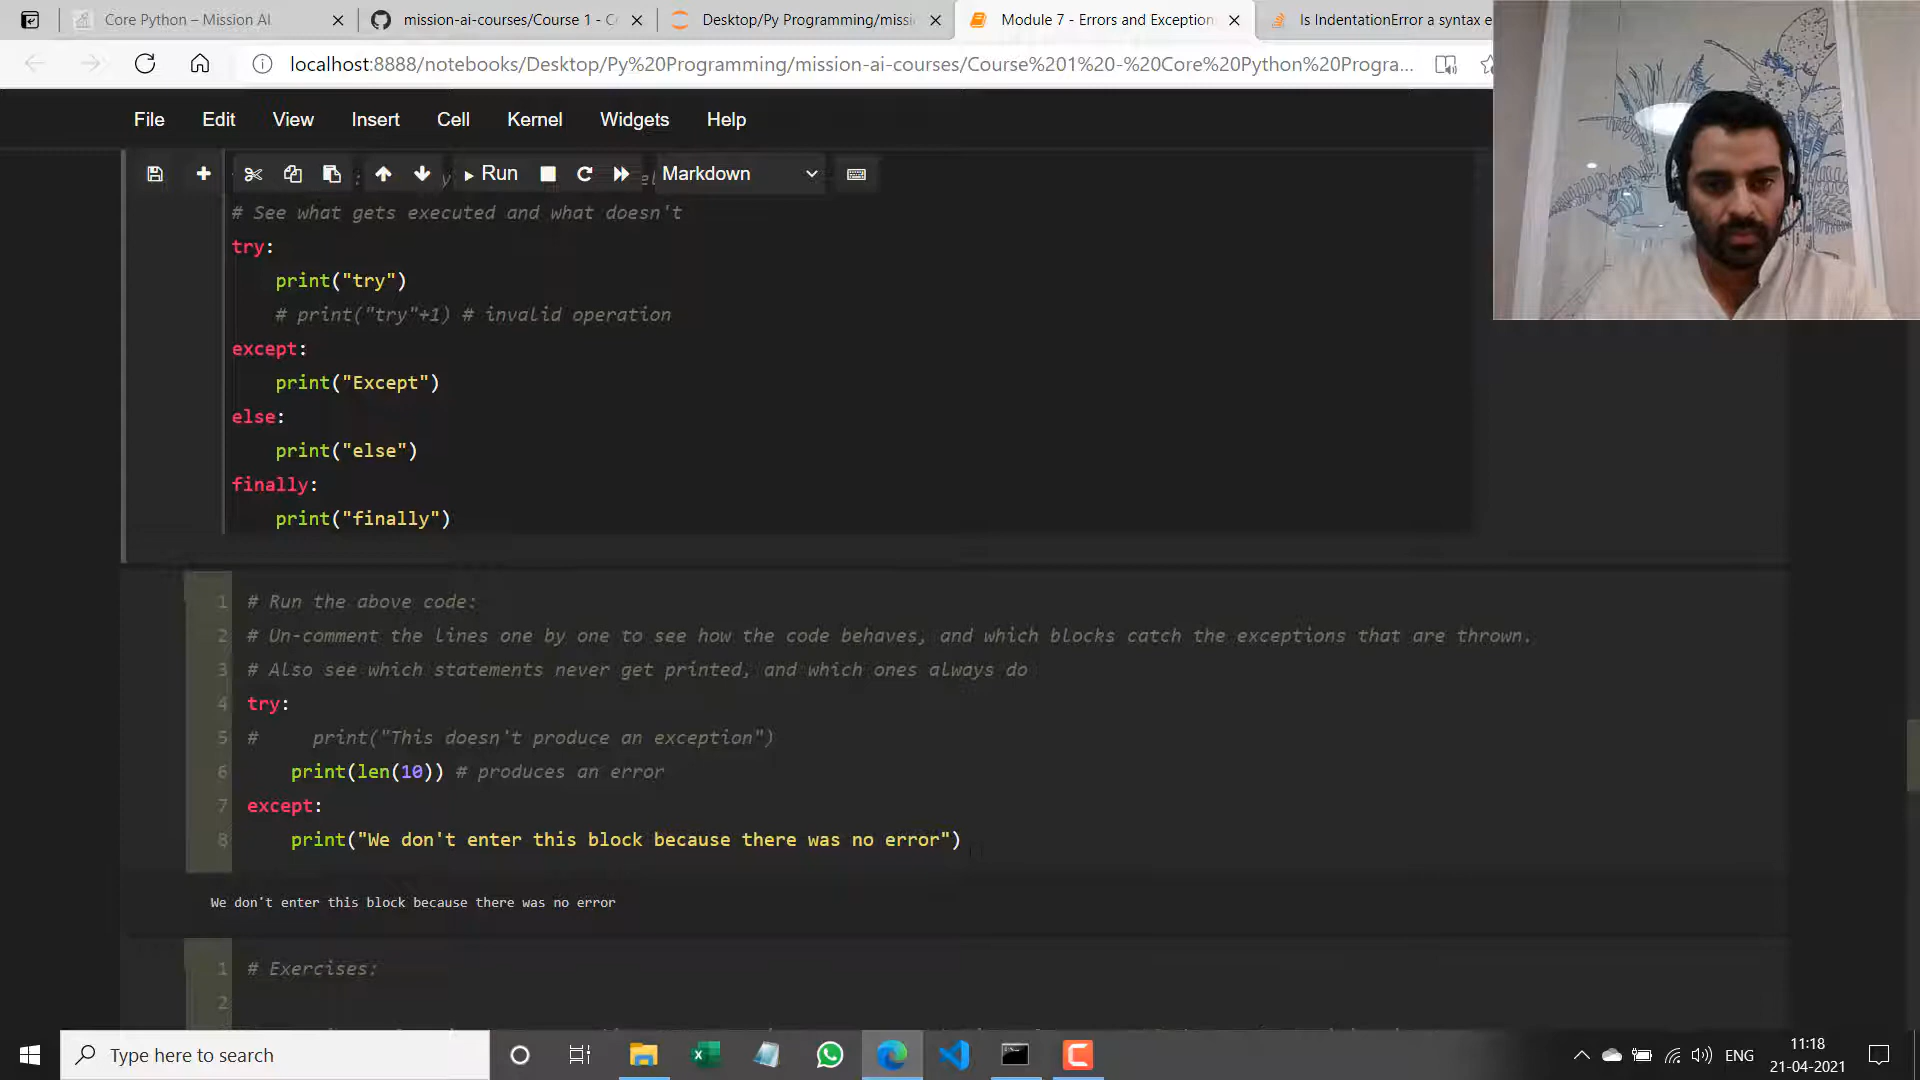 Core Python – Mission AI
mission-ai-courses/Course 1 - C
Desktop/Py Programming/missi
Module 7 - Errors and Exception
Is IndentationError a syntax e
localhost:8888/notebooks/Desktop/Py%20Programming/mission-ai-courses/Course%201%20-%20Core%20Python%20Progra...
File Edit View Insert Cell Kernel Widgets Help
Run Markdown
# See what gets executed and what doesn't
try:
print("try")
# print("try"+1) # invalid operation
except:
print("Except")
else:
print("else")
finally:
print("finally")
1 # Run the above code:
2 # Un-comment the lines one by one to see how the code behaves, and which blocks catch the exceptions that are thrown.
3 # Also see which statements never get printed, and which ones always do
4 try:
5 # print("This doesn't produce an exception")
6 print(len(10)) # produces an error
7 except:
8 print("We don't enter this block because there was no error")
We don't enter this block because there was no error
1 # Exercises:
2
Type here to search
ENG
11:18
21-04-2021